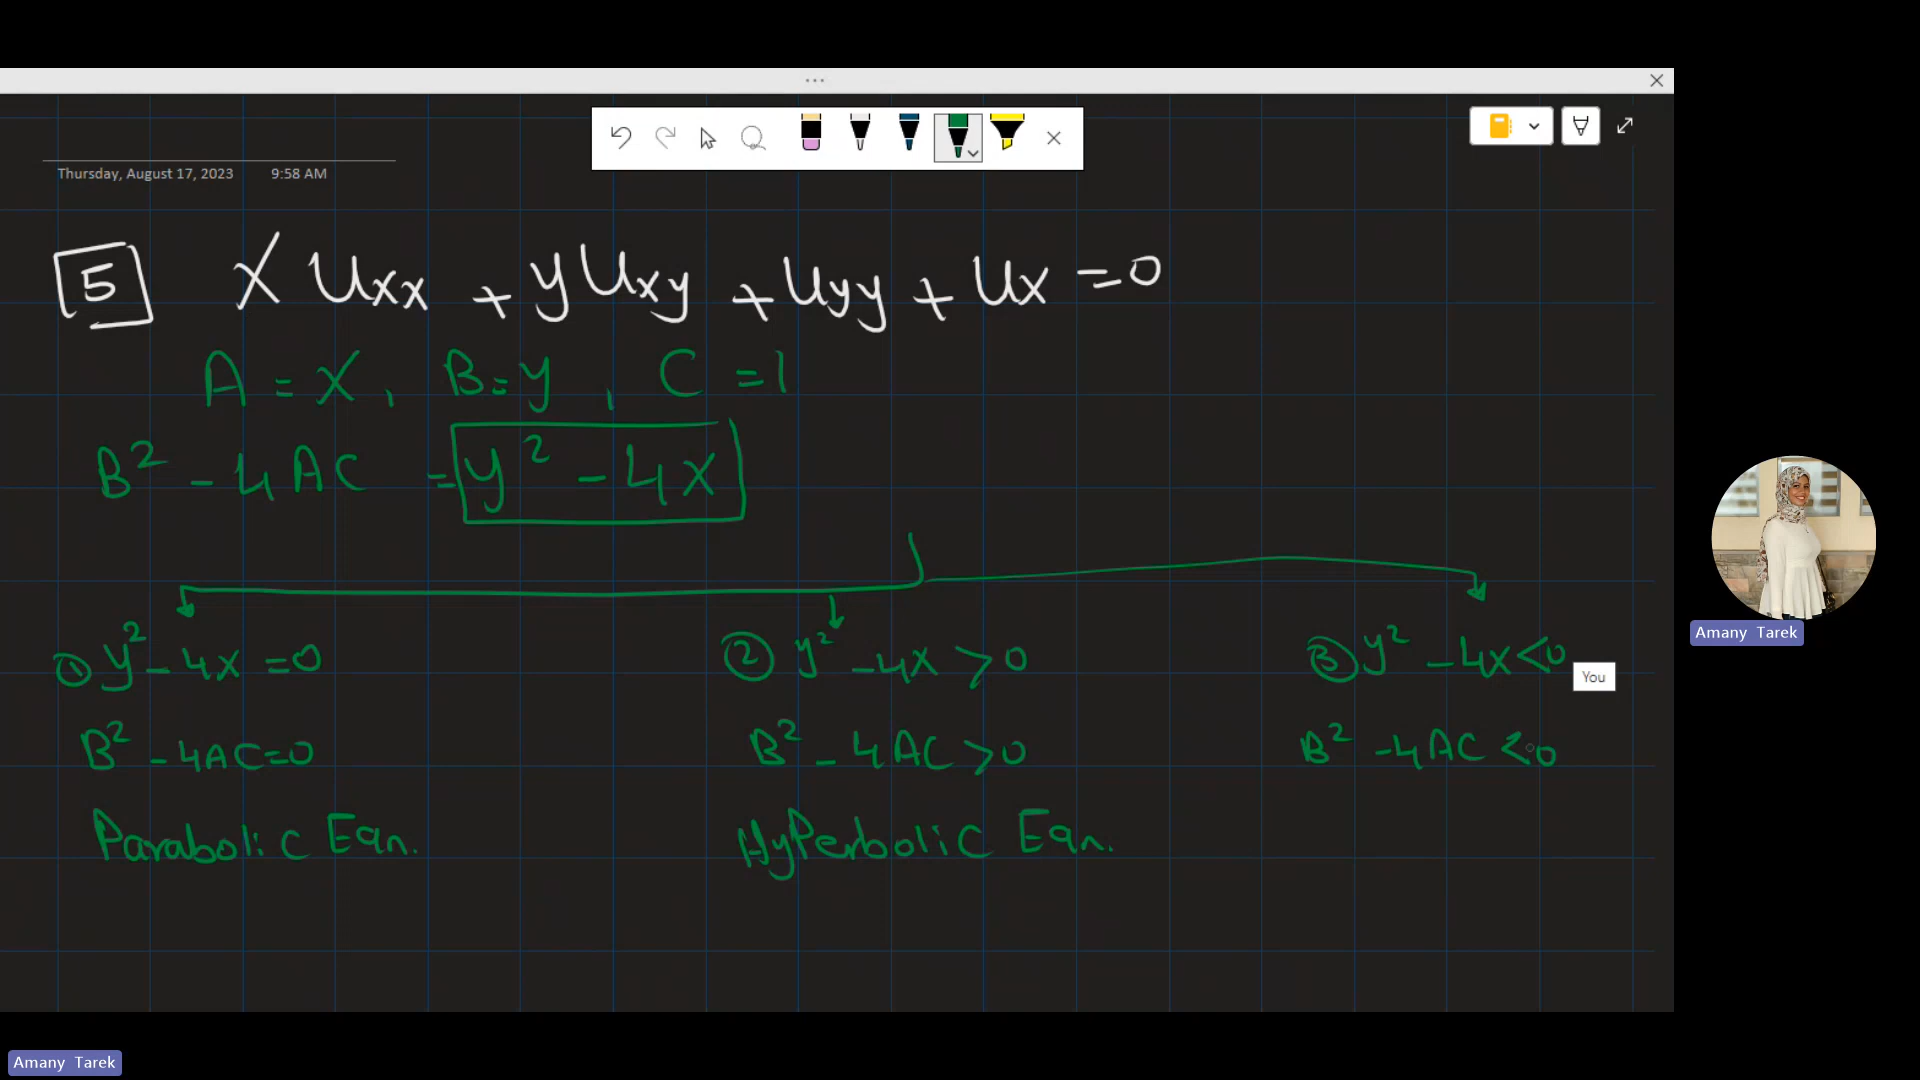 Thursday, August 17, 2023 9:58 AM
5 x Uxx + y Uxy + Uyy + Ux = 0
A = x , B = y , C = 1
B² - 4AC = y² - 4x
① y² - 4x = 0 ② y² - 4x > 0 ③ y² - 4x < 0
You
B² - 4AC = 0 B² - 4AC > 0 B² - 4AC < 0
Parabolic Eqn. HyPerbolic Eqn.
Amany Tarek
Amany Tarek